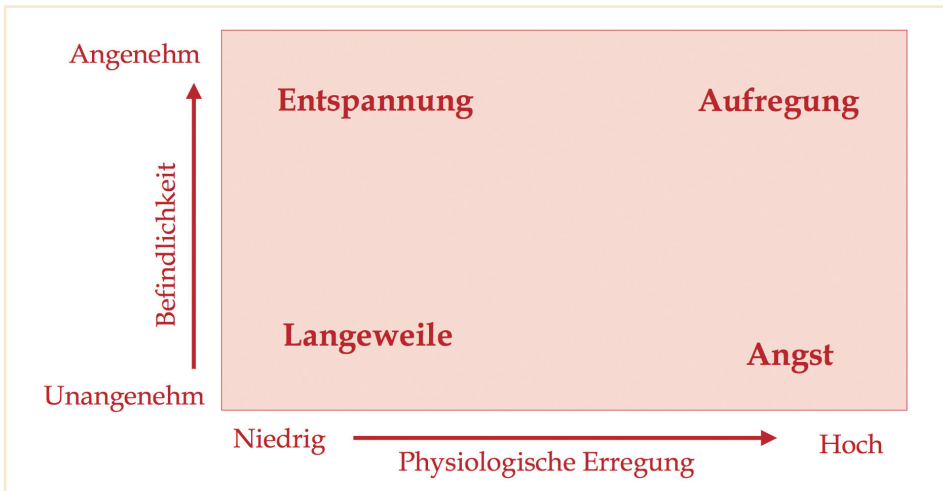 Angenehm
Entspannung
Aufregung
Befindlichkeit
Langeweile
Angst
Unangenehm
Niedrig
Hoch
Physiologische Erregung